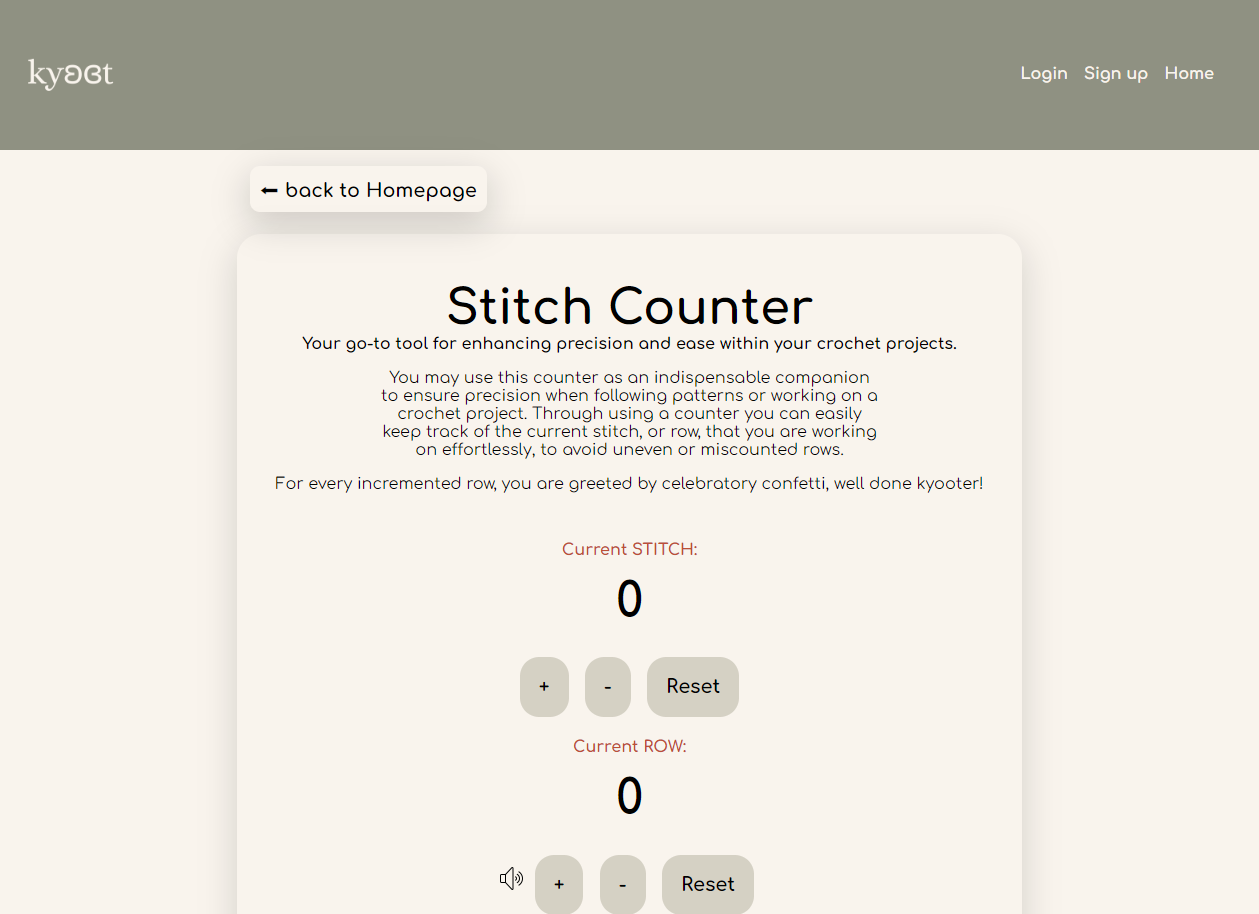 kyʚɞt
Login Sign up Home
⬅ back to Homepage
Stitch Counter
Your go-to tool for enhancing precision and ease within your crochet projects.
You may use this counter as an indispensable companion
to ensure precision when following patterns or working on a
crochet project. Through using a counter you can easily
keep track of the current stitch, or row, that you are working
on effortlessly, to avoid uneven or miscounted rows.
For every incremented row, you are greeted by celebratory confetti, well done kyooter!
Current STITCH:
0
+ - Reset
Current ROW:
0
+ - Reset